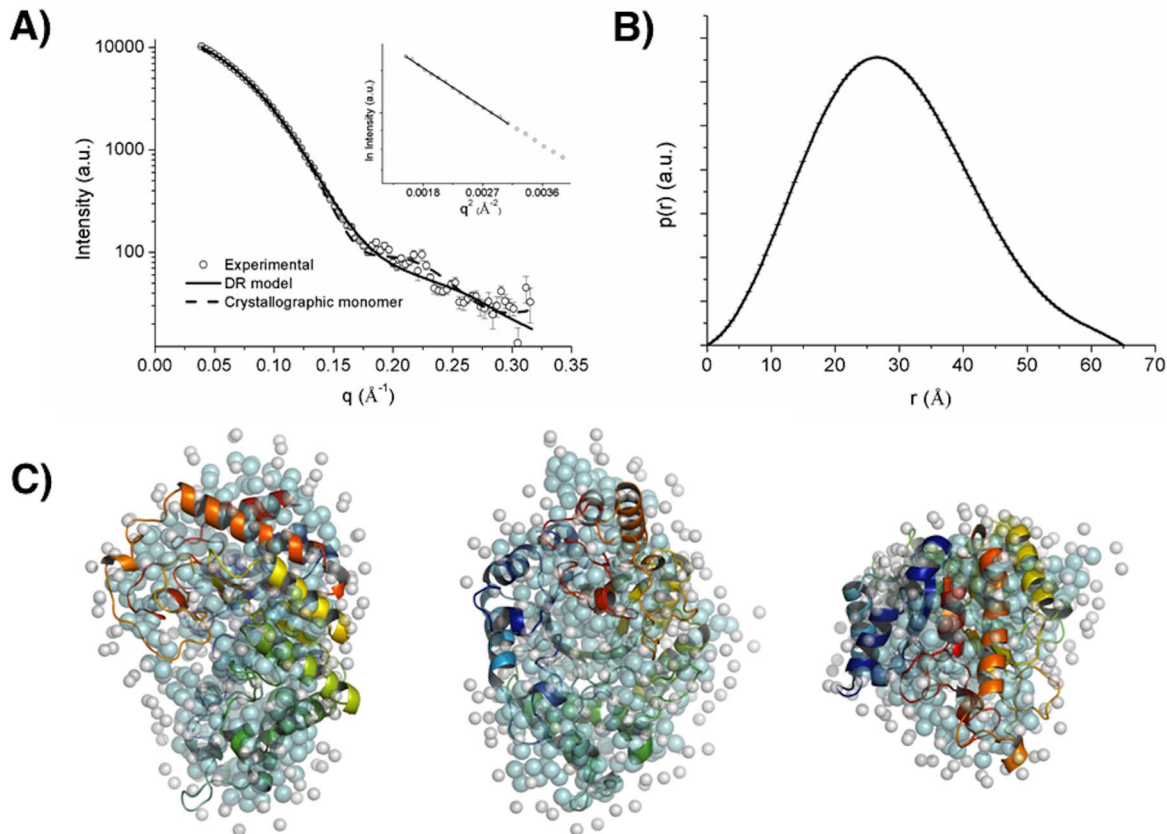 A)
10000
1000
100
Intensity (a.u.)
0.00 0.05 0.10 0.15 0.20 0.25 0.30 0.35
q (Å⁻¹)
Experimental
DR model
Crystallographic monomer
ln Intensity (a.u.)
0.0018 0.0027 0.0036
q² (Å⁻²)
B)
p(r) (a.u.)
0 10 20 30 40 50 60 70
r (Å)
C)